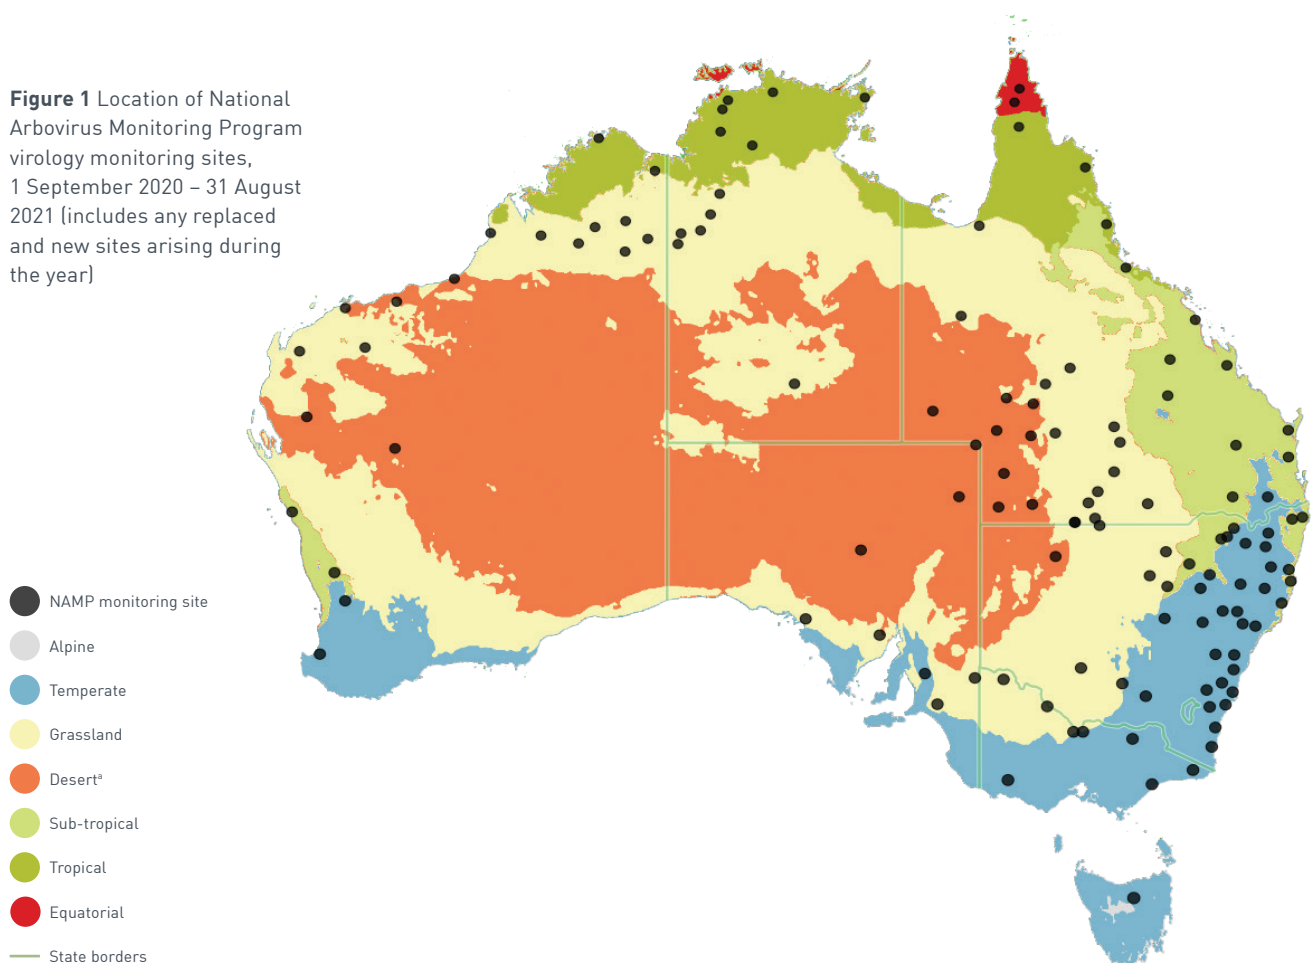 Figure 1 Location of National
Arbovirus Monitoring Program
virology monitoring sites,
1 September 2020 – 31 August
2021 (includes any replaced
and new sites arising during
the year)
NAMP monitoring site
Alpine
Temperate
Grassland
Desertᵃ
Sub-tropical
Tropical
Equatorial
State borders